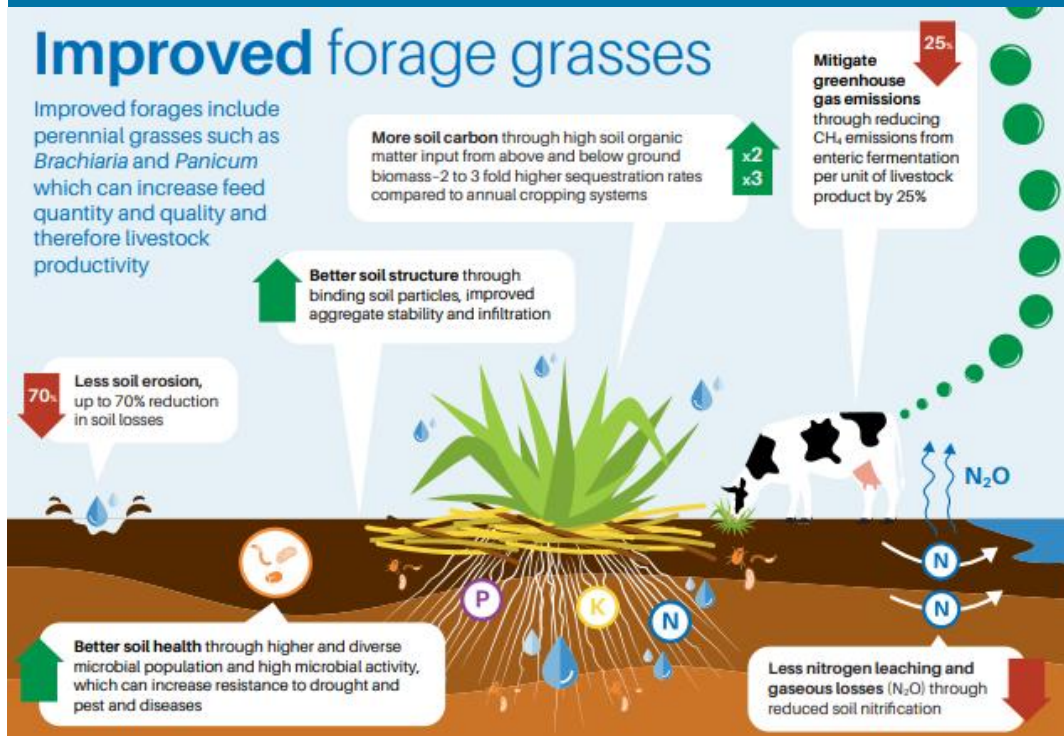 Improved forage grasses
Improved forages include
perennial grasses such as
Brachiaria and Panicum
which can increase feed
quantity and quality and
therefore livestock
productivity
More soil carbon through high soil organic
matter input from above and below ground
biomass–2 to 3 fold higher sequestration rates
compared to annual cropping systems
x2
x3
25%
Mitigate
greenhouse
gas emissions
through reducing
CH₄ emissions from
enteric fermentation
per unit of livestock
product by 25%
Better soil structure through
binding soil particles, improved
aggregate stability and infiltration
70%
Less soil erosion,
up to 70% reduction
in soil losses
N₂O
N
N
P
K
N
Better soil health through higher and diverse
microbial population and high microbial activity,
which can increase resistance to drought and
pest and diseases
Less nitrogen leaching and
gaseous losses (N₂O) through
reduced soil nitrification